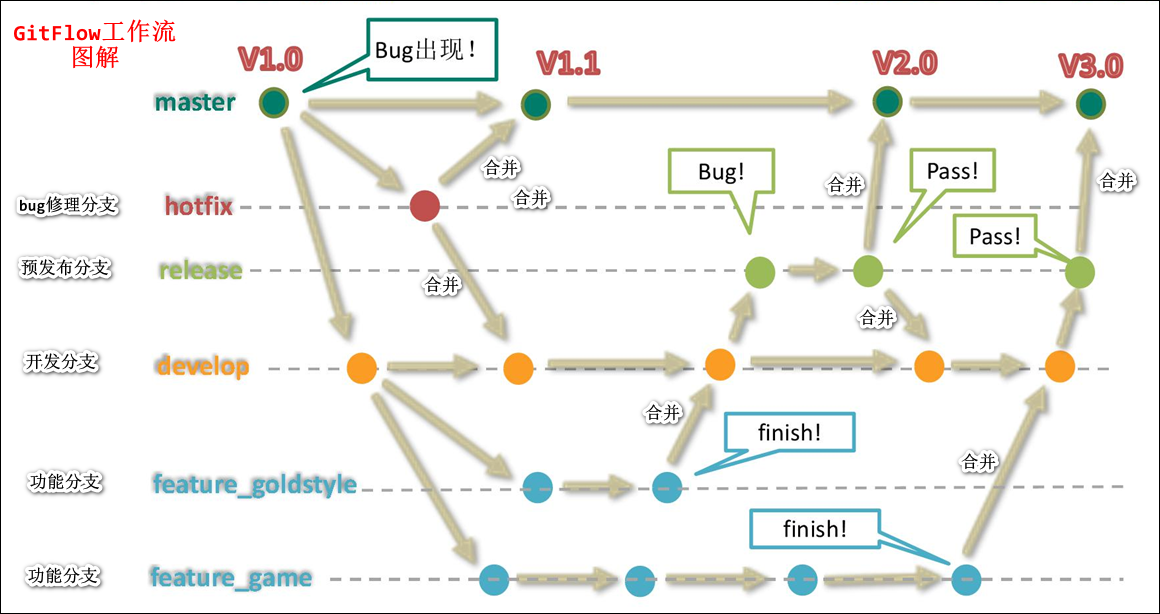 GitFlow工作流
图解
V1.0
Bug出现！
V1.1
V2.0
V3.0
master
合并
Bug!
Pass!
合并
合并
bug修理分支
hotfix
合并
Pass!
预发布分支
release
合并
合并
开发分支
develop
合并
finish!
功能分支
feature_goldstyle
合并
finish!
功能分支
feature_game